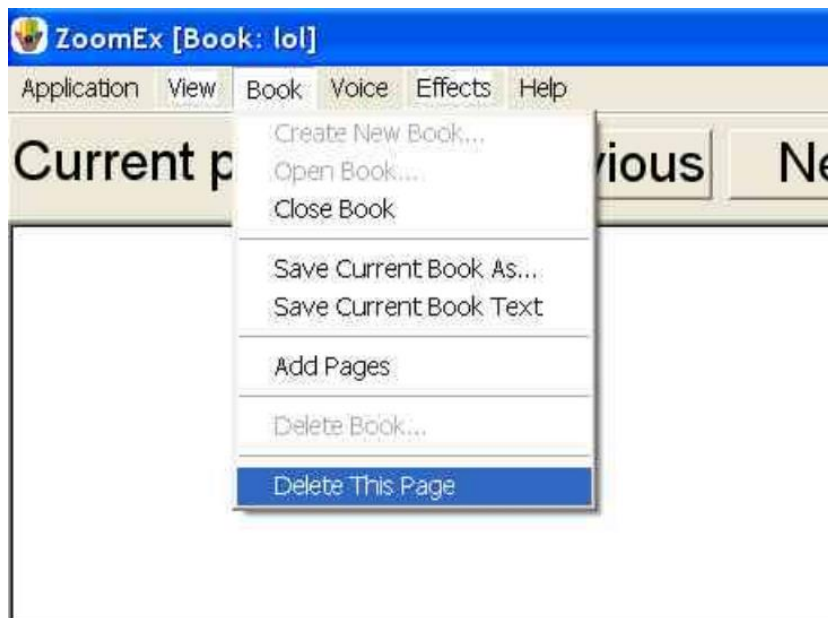 ZoomEx [Book: lol]
Application View Book Voice Effects Help
Current p ious Ne
Create New Book...
Open Book...
Close Book
Save Current Book As...
Save Current Book Text
Add Pages
Delete Book...
Delete This Page